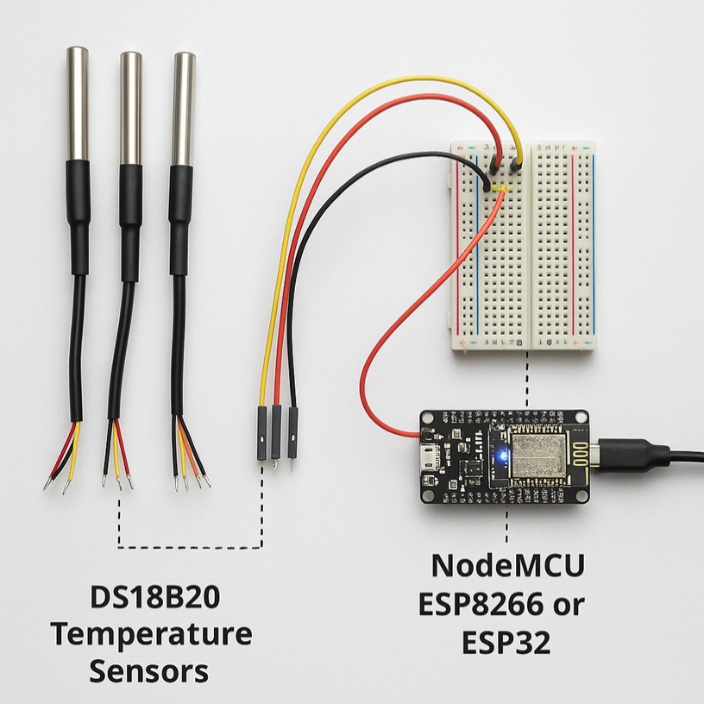 DS18B20
Temperature
Sensors
NodeMCU
ESP8266 or
ESP32